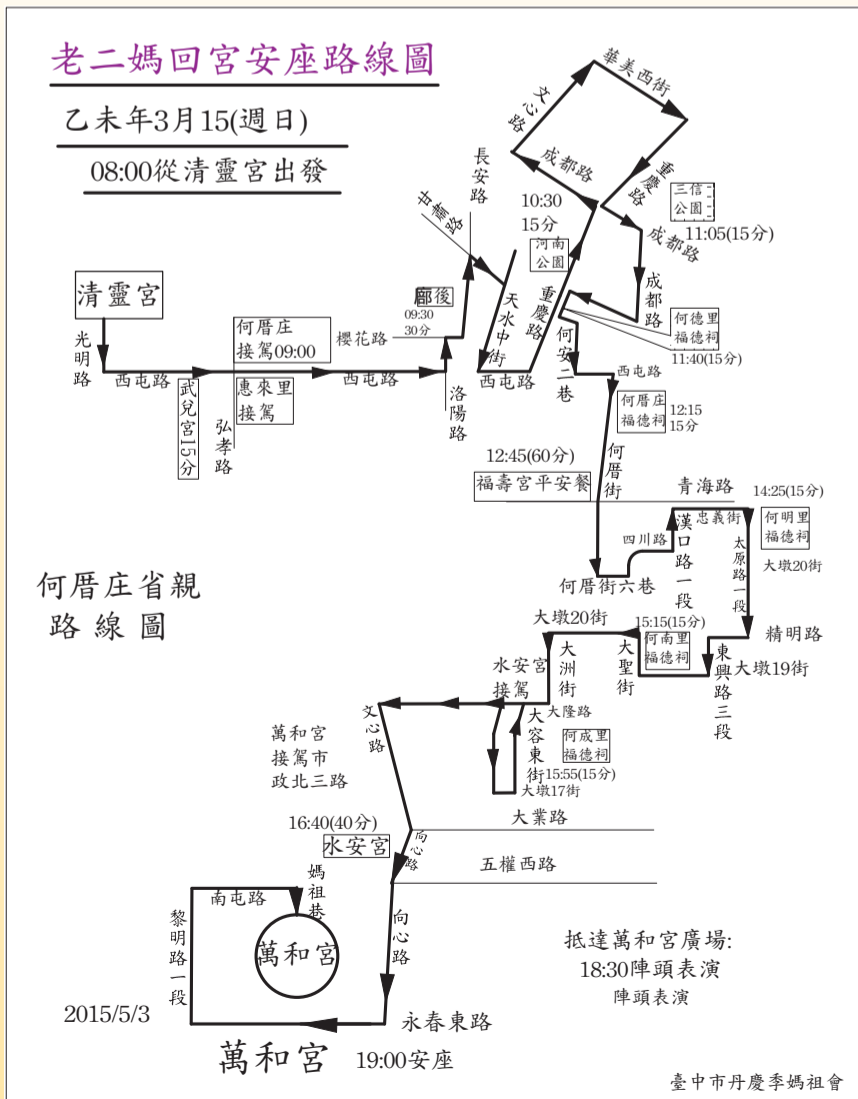 老二媽回宮安座路線圖
乙未年3月15(週日)
08:00從清靈宮出發
華美西街
文心路
成都路
重慶路
三信
公園
成都路
11:05(15分)
長安路
甘肅路
10:30
15分
河南
公園
重慶路
成都路
清靈宮
光明路
西屯路
武兌宮15分
何厝庄
接駕09:00
惠來里
接駕
弘孝路
櫻花路
西屯路
廍後
09:30
30分
洛陽路
天水中街
西屯路
何安二巷
何德里
福德祠
11:40(15分)
西屯路
何厝庄
福德祠
12:15
15分
12:45(60分)
福壽宮平安餐
何厝街
青海路
14:25(15分)
忠義街
何明里
福德祠
四川路
漢口路一段
太原路一段
大墩20街
何厝街六巷
何厝庄省親
路線圖
大墩20街
15:15(15分)
何南里
福德祠
精明路
水安宮
接駕
大洲街
大聖街
東興路三段
大墩19街
文心路
大隆路
大容東街
何成里
福德祠
15:55(15分)
大墩17街
萬和宮
接駕市
政北三路
大業路
16:40(40分)
水安宮
向心路
五權西路
南屯路
媽祖巷
萬和宮
黎明路一段
向心路
抵達萬和宮廣場:
18:30陣頭表演
陣頭表演
2015/5/3
永春東路
萬和宮 19:00安座
臺中市丹慶季媽祖會